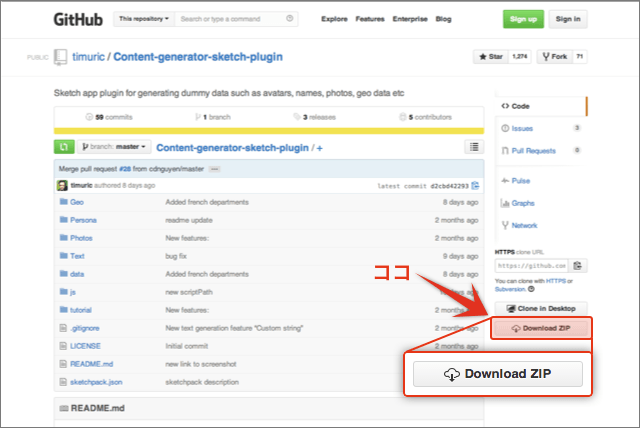 GitHub This repository Search or type a command Explore Features Enterprise Blog Sign up Sign in
PUBLIC timuric / Content-generator-sketch-plugin Star 1,274 Fork 71
Sketch app plugin for generating dummy data such as avatars, names, photos, geo data etc
59 commits 1 branch 3 releases 5 contributors
branch: master Content-generator-sketch-plugin / +
Merge pull request #28 from cdnguyen/master
timuric authored 8 days ago latest commit d2cbd42293
Geo Added french departments 8 days ago
Persona readme update 2 months ago
Photos New features: 2 months ago
Text bug fix 9 days ago
data Added french departments 8 days ago
js new scriptPath days ago
tutorial New features: 2 months ago
.gitignore New text generation feature "Custom string" 2 months ago
LICENSE Initial commit 2 months ago
README.md new link to screenshot
sketchpack.json sketchpack description
README.md
Code
Issues 3
Pull Requests 0
Pulse
Graphs
Network
HTTPS clone URL
https://github.com
You can clone with HTTPS or
Subversion.
Clone in Desktop
Download ZIP
ココ
Download ZIP